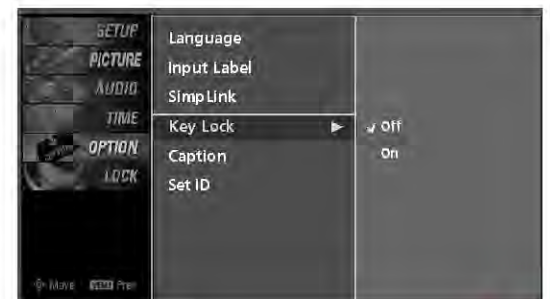 SETUP
PICTURE
AUDIO
TIME
OPTION
LOCK
Move MENU Prev
Language
Input Label
SimpLink
Key Lock
Caption
Set ID
Off
On